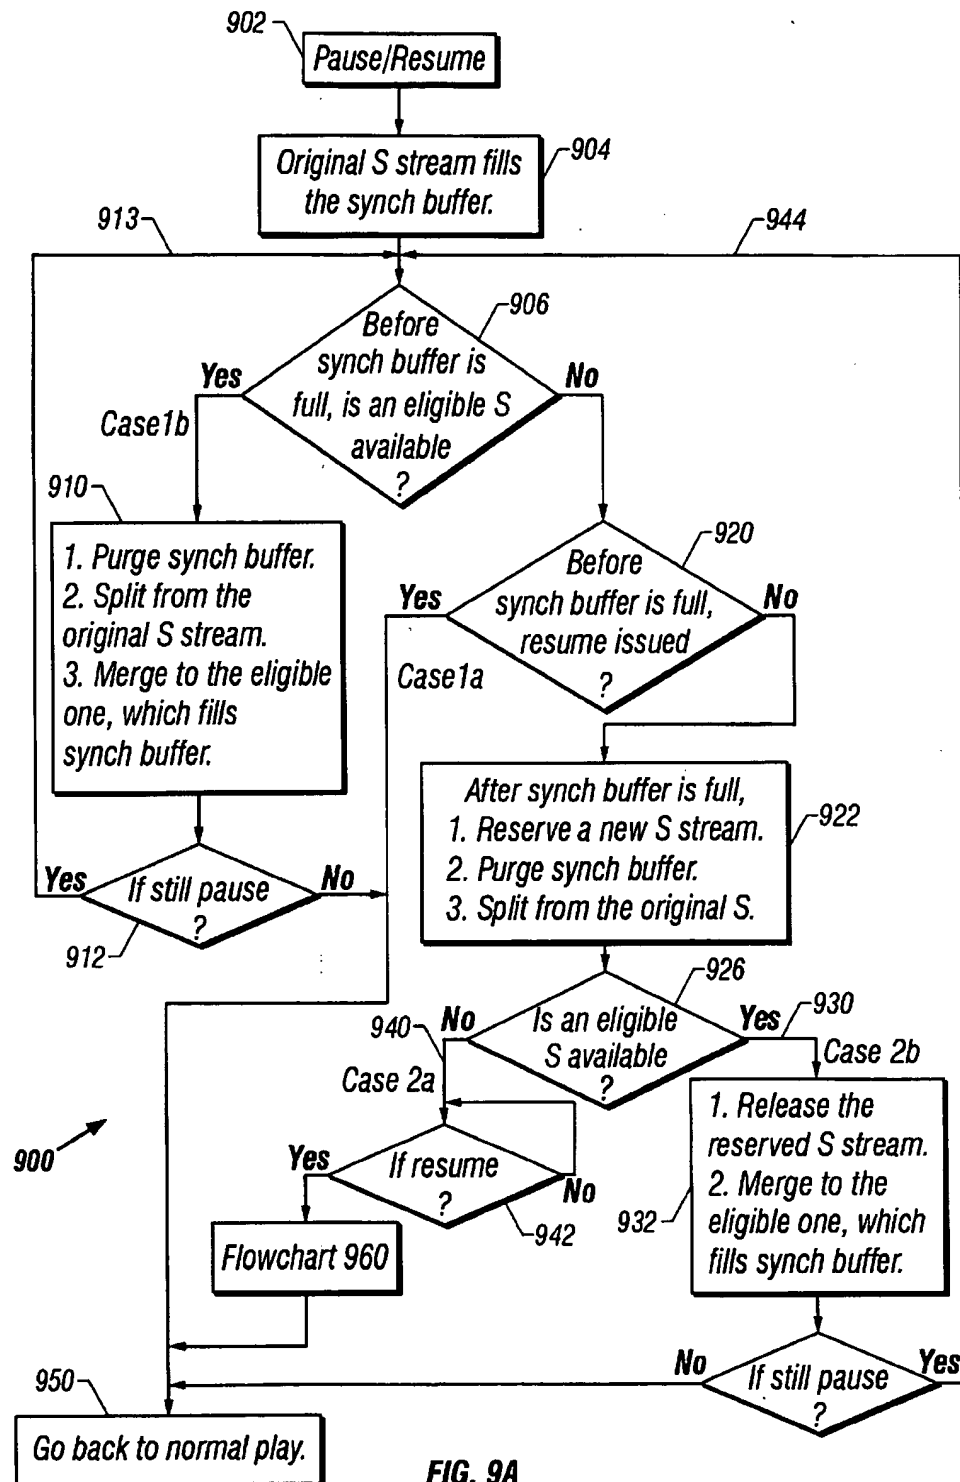 902
Pause/Resume
904
Original S stream fills
the synch buffer.
913
944
906
Before
synch buffer is
full, is an eligible S
available
?
Yes
No
Case1b
910
1. Purge synch buffer.
2. Split from the
original S stream.
3. Merge to the eligible
one, which fills
synch buffer.
920
Before
synch buffer is full,
resume issued
?
Yes
No
Case1a
After synch buffer is full,
1. Reserve a new S stream.
2. Purge synch buffer.
3. Split from the original S.
922
Yes
If still pause
?
No
912
926
Is an eligible
S available
?
No
Yes
940
930
Case 2a
Case 2b
1. Release the
reserved S stream.
2. Merge to the
eligible one, which
fills synch buffer.
932
900
Yes
If resume
?
No
942
Flowchart 960
No
If still pause
?
Yes
950
Go back to normal play.
FIG. 9A